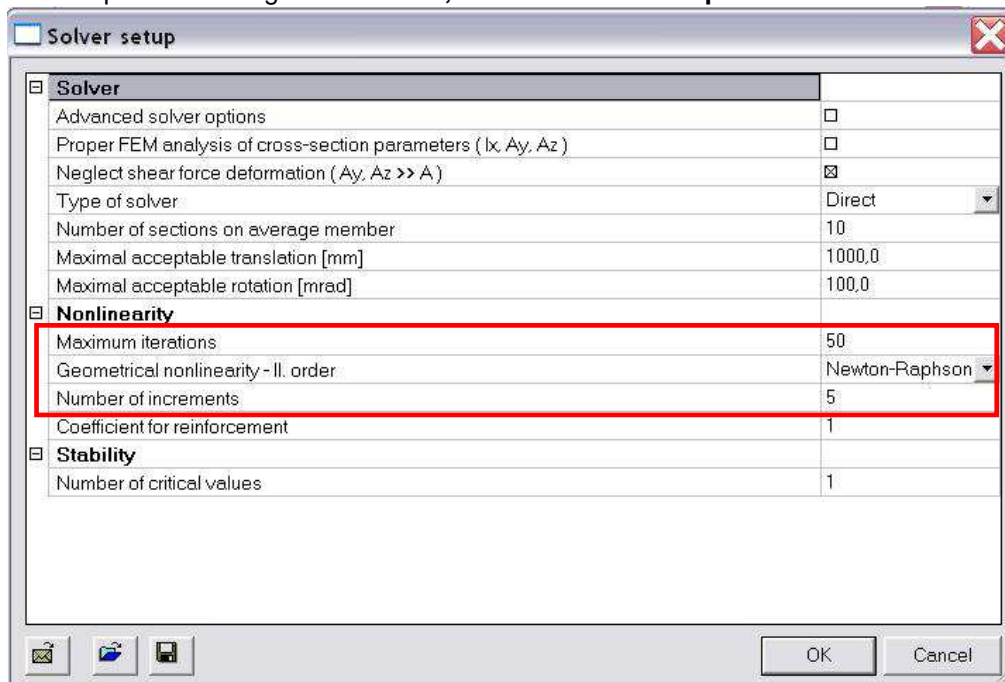 Solver setup
Solver
Advanced solver options
Proper FEM analysis of cross-section parameters ( Ix, Ay, Az )
Neglect shear force deformation ( Ay, Az >> A )
Type of solver Direct
Number of sections on average member 10
Maximal acceptable translation [mm] 1000,0
Maximal acceptable rotation [mrad] 100,0
Nonlinearity
Maximum iterations 50
Geometrical nonlinearity - II. order Newton-Raphson
Number of increments 5
Coefficient for reinforcement 1
Stability
Number of critical values 1
OK Cancel